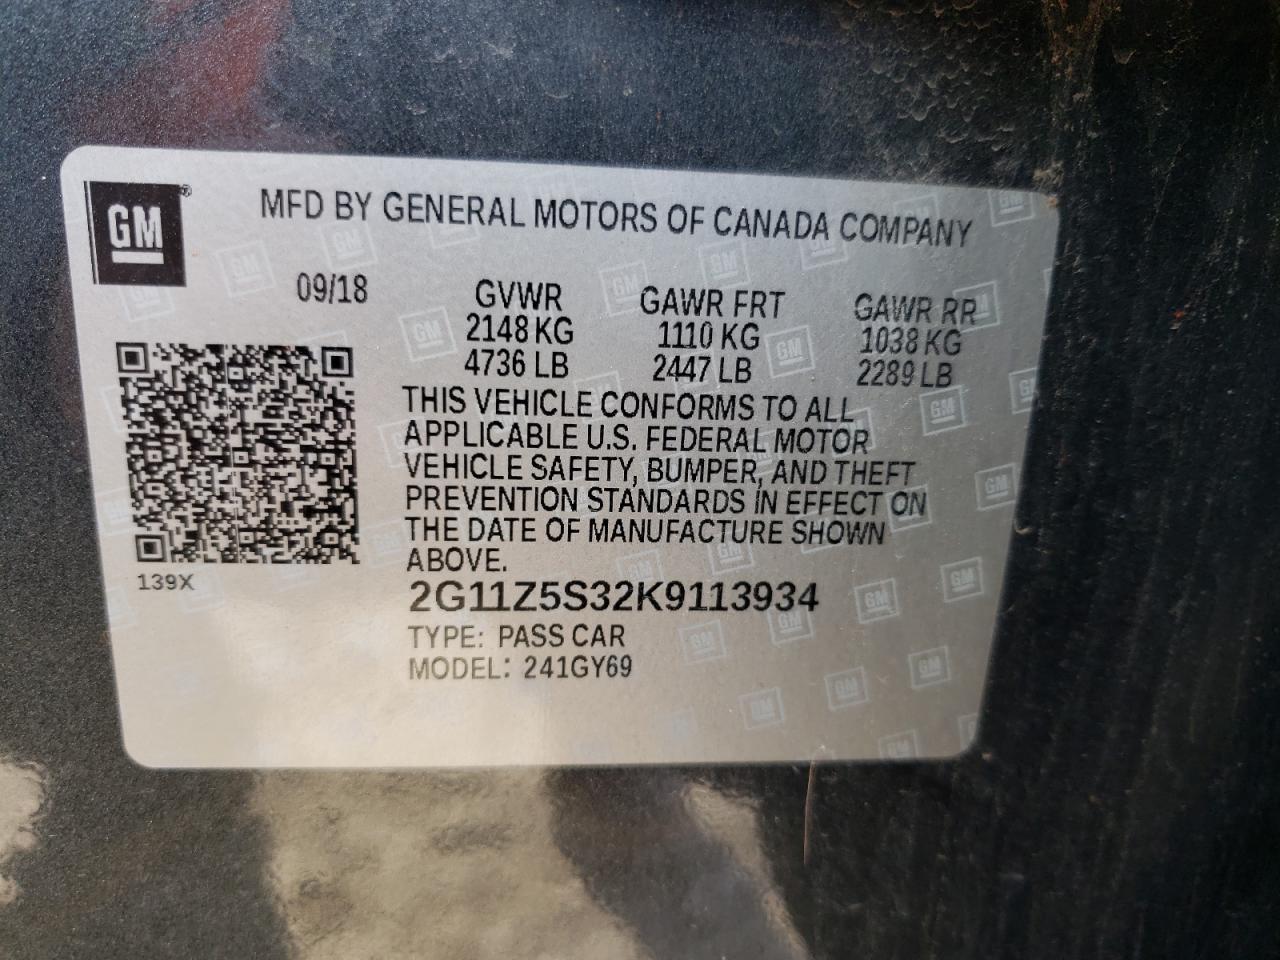 GM®
MFD BY GENERAL MOTORS OF CANADA COMPANY
09/18
GVWR
2148 KG
4736 LB
GAWR FRT
1110 KG
2447 LB
GAWR RR
1038 KG
2289 LB
THIS VEHICLE CONFORMS TO ALL
APPLICABLE U.S. FEDERAL MOTOR
VEHICLE SAFETY, BUMPER, AND THEFT
PREVENTION STANDARDS IN EFFECT ON
THE DATE OF MANUFACTURE SHOWN
ABOVE.
139X
2G11Z5S32K9113934
TYPE: PASS CAR
MODEL: 241GY69